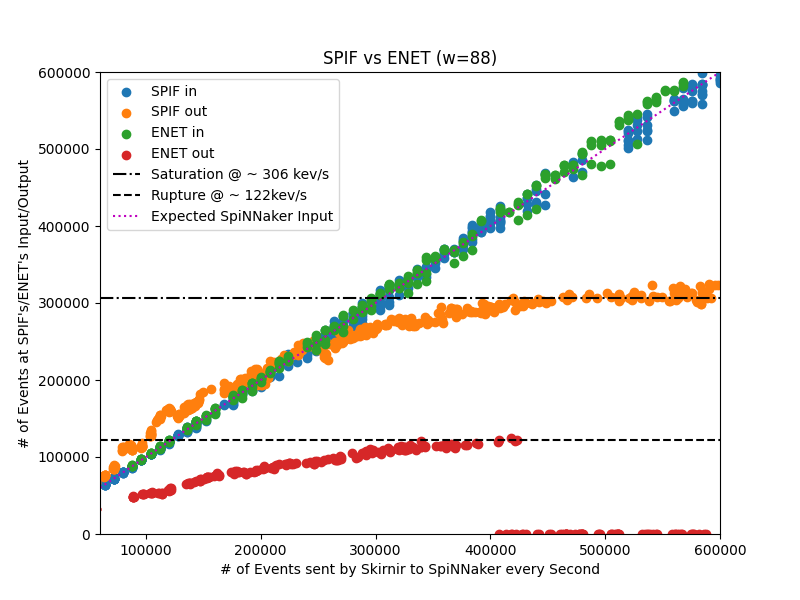 SPIF vs ENET (w=88)
SPIF in
SPIF out
ENET in
ENET out
Saturation @ ~ 306 kev/s
Rupture @ ~ 122kev/s
Expected SpiNNaker Input
# of Events at SPIF's/ENET's Input/Output
600000
500000
400000
300000
200000
100000
0
100000 200000 300000 400000 500000 600000
# of Events sent by Skirnir to SpiNNaker every Second